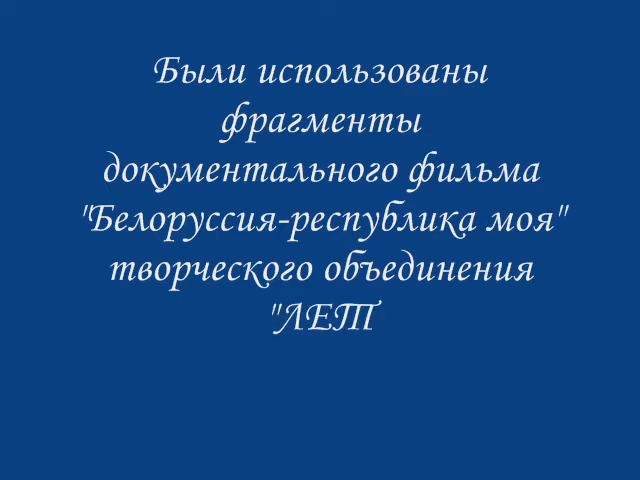 Были использованы
фрагменты
документального фильма
"Белоруссия-республика моя"
творческого объединения
"ЛЕТ